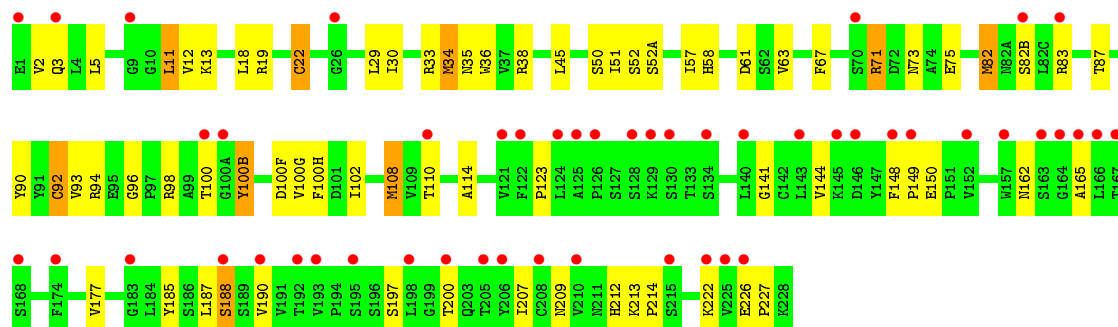 E1 V2 Q3 L4 L5 G9 G10 L11 V12 K13 L18 R19 C22 G26 L29 I30 R33 M34 N35 W36 V37 R38 L45 S50 I51 S52 S52A I57 H58 D61 S62 V63 F67 S70 R71 D72 N73 A74 E75 M82 N82A S82B L82C R83 T87
Y90 Y91 C92 V93 R94 E95 G96 P97 R98 A99 T100 G100A Y100B D100F V100G F100H D101 I102 M108 V109 T110 A114 V121 F122 P123 L124 A125 P126 S127 S128 K129 S130 T133 S134 L140 G141 C142 L143 V144 K145 D146 Y147 F148 P149 E150 P151 V152 W157 N162 S163 G164 A165 L166 T167
S168 F174 V177 G183 L184 Y185 S186 L187 S188 S189 V190 V191 T192 V193 P194 S195 S196 S197 L198 G199 T200 Q203 T205 Y206 I207 C208 N209 V210 N211 H212 K213 P214 S215 K222 V225 E226 P227 K228